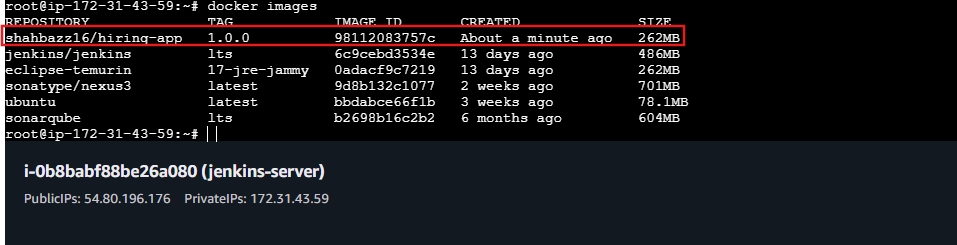 root@ip-172-31-43-59:~# docker images
REPOSITORY TAG IMAGE ID CREATED SIZE
shahbazz16/hiring-app 1.0.0 98112083757c About a minute ago 262MB
jenkins/jenkins lts 6c9cebd3534e 13 days ago 486MB
eclipse-temurin 17-jre-jammy 0adacf9c7219 13 days ago 262MB
sonatype/nexus3 latest 9d8b132c1077 2 weeks ago 701MB
ubuntu latest bbdabce66f1b 3 weeks ago 78.1MB
sonarqube lts b2698b16c2b2 6 months ago 604MB
root@ip-172-31-43-59:~#
i-0b8babf88be26a080 (jenkins-server)
PublicIPs: 54.80.196.176 PrivateIPs: 172.31.43.59